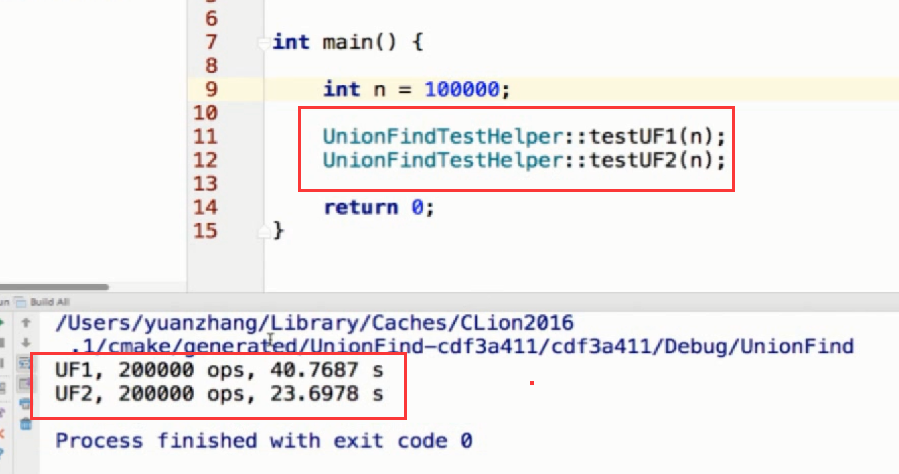 6
7 int main() {
8
9 int n = 100000;
10
11 UnionFindTestHelper::testUF1(n);
12 UnionFindTestHelper::testUF2(n);
13
14 return 0;
15 }
Build All
/Users/yuanzhang/Library/Caches/CLion2016
.1/cmake/generated/UnionFind-cdf3a411/cdf3a411/Debug/UnionFind
UF1, 200000 ops, 40.7687 s
UF2, 200000 ops, 23.6978 s
Process finished with exit code 0